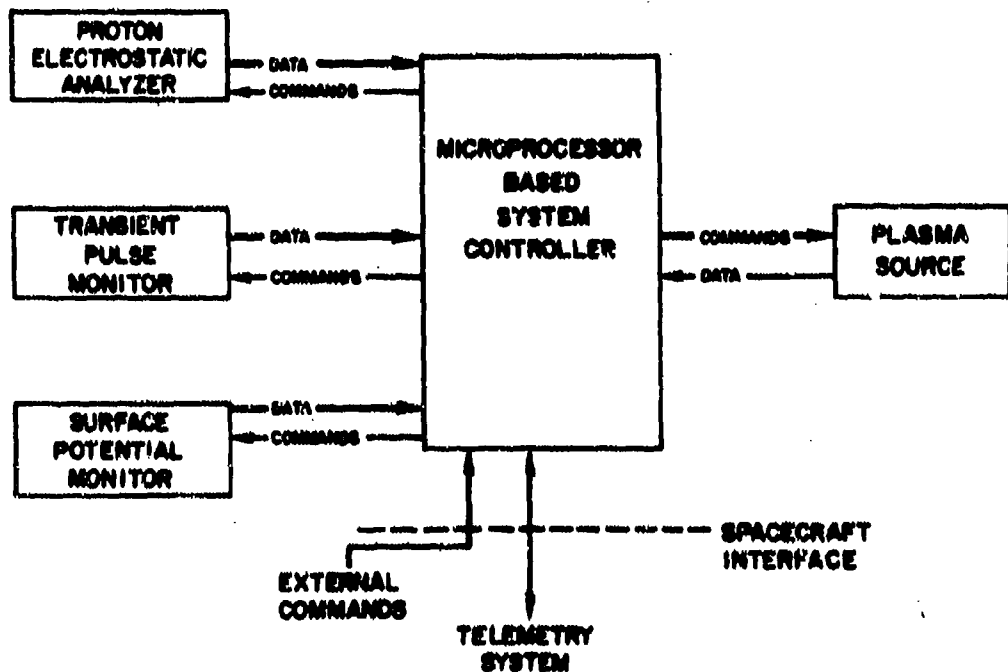 PROTON
ELECTROSTATIC
ANALYZER
DATA
COMMANDS
TRANSIENT
PULSE
MONITOR
DATA
COMMANDS
SURFACE
POTENTIAL
MONITOR
DATA
COMMANDS
MICROPROCESSOR
BASED
SYSTEM
CONTROLLER
COMMANDS
DATA
PLASMA
SOURCE
SPACECRAFT
INTERFACE
EXTERNAL
COMMANDS
TELEMETRY
SYSTEM